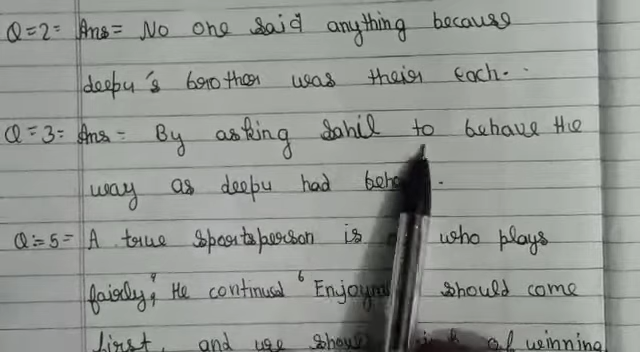 Q=2= Ans= No one said anything because
deepu's brother was their each.
Q=3= Ans= By asking Sahil to behave the
way as deepu had
Q=5= A true sportsperson is who plays
fairly," He continued "Enjoym should come
first, and we of winning